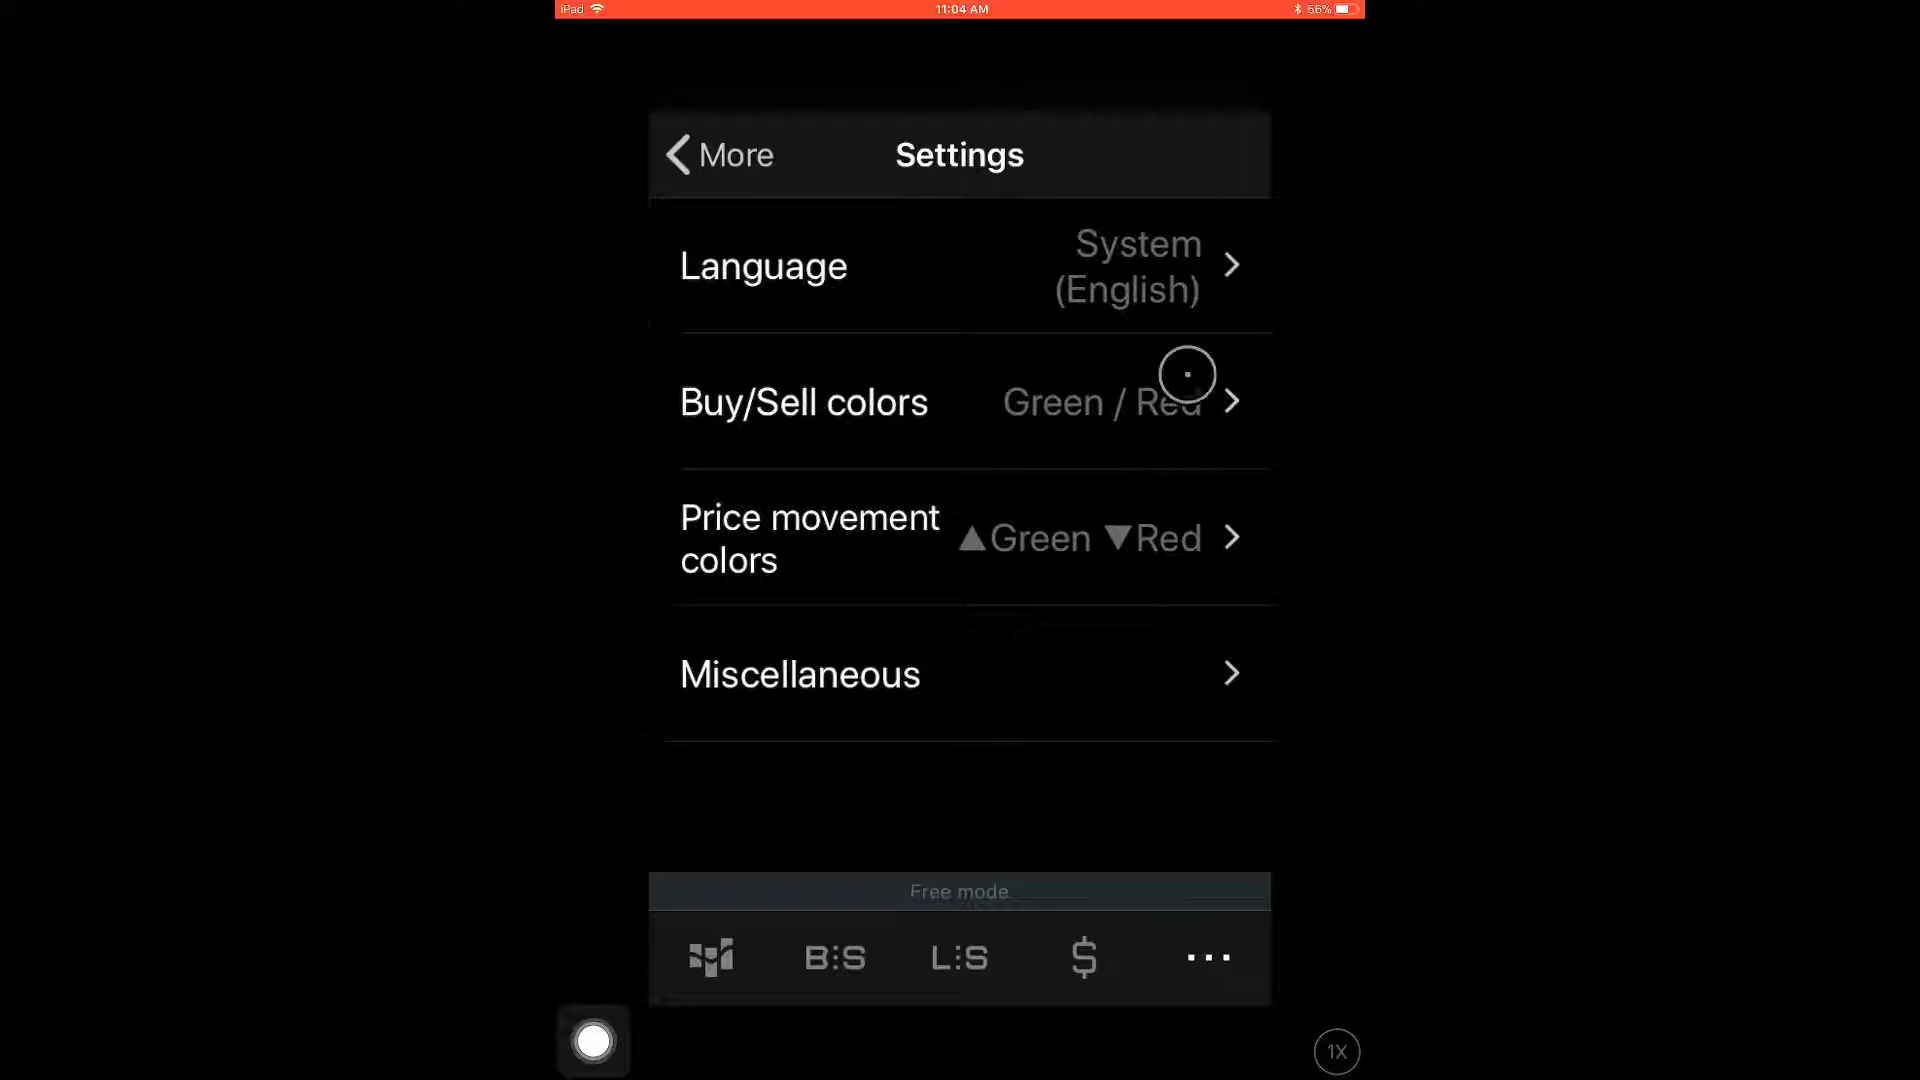 iPad 11:04 AM 56%
More Settings
Language System
(English)
Buy/Sell colors Green / Red
Price movement
colors ▲Green ▼Red
Miscellaneous
Free mode
B:S L:S $ ...
1X